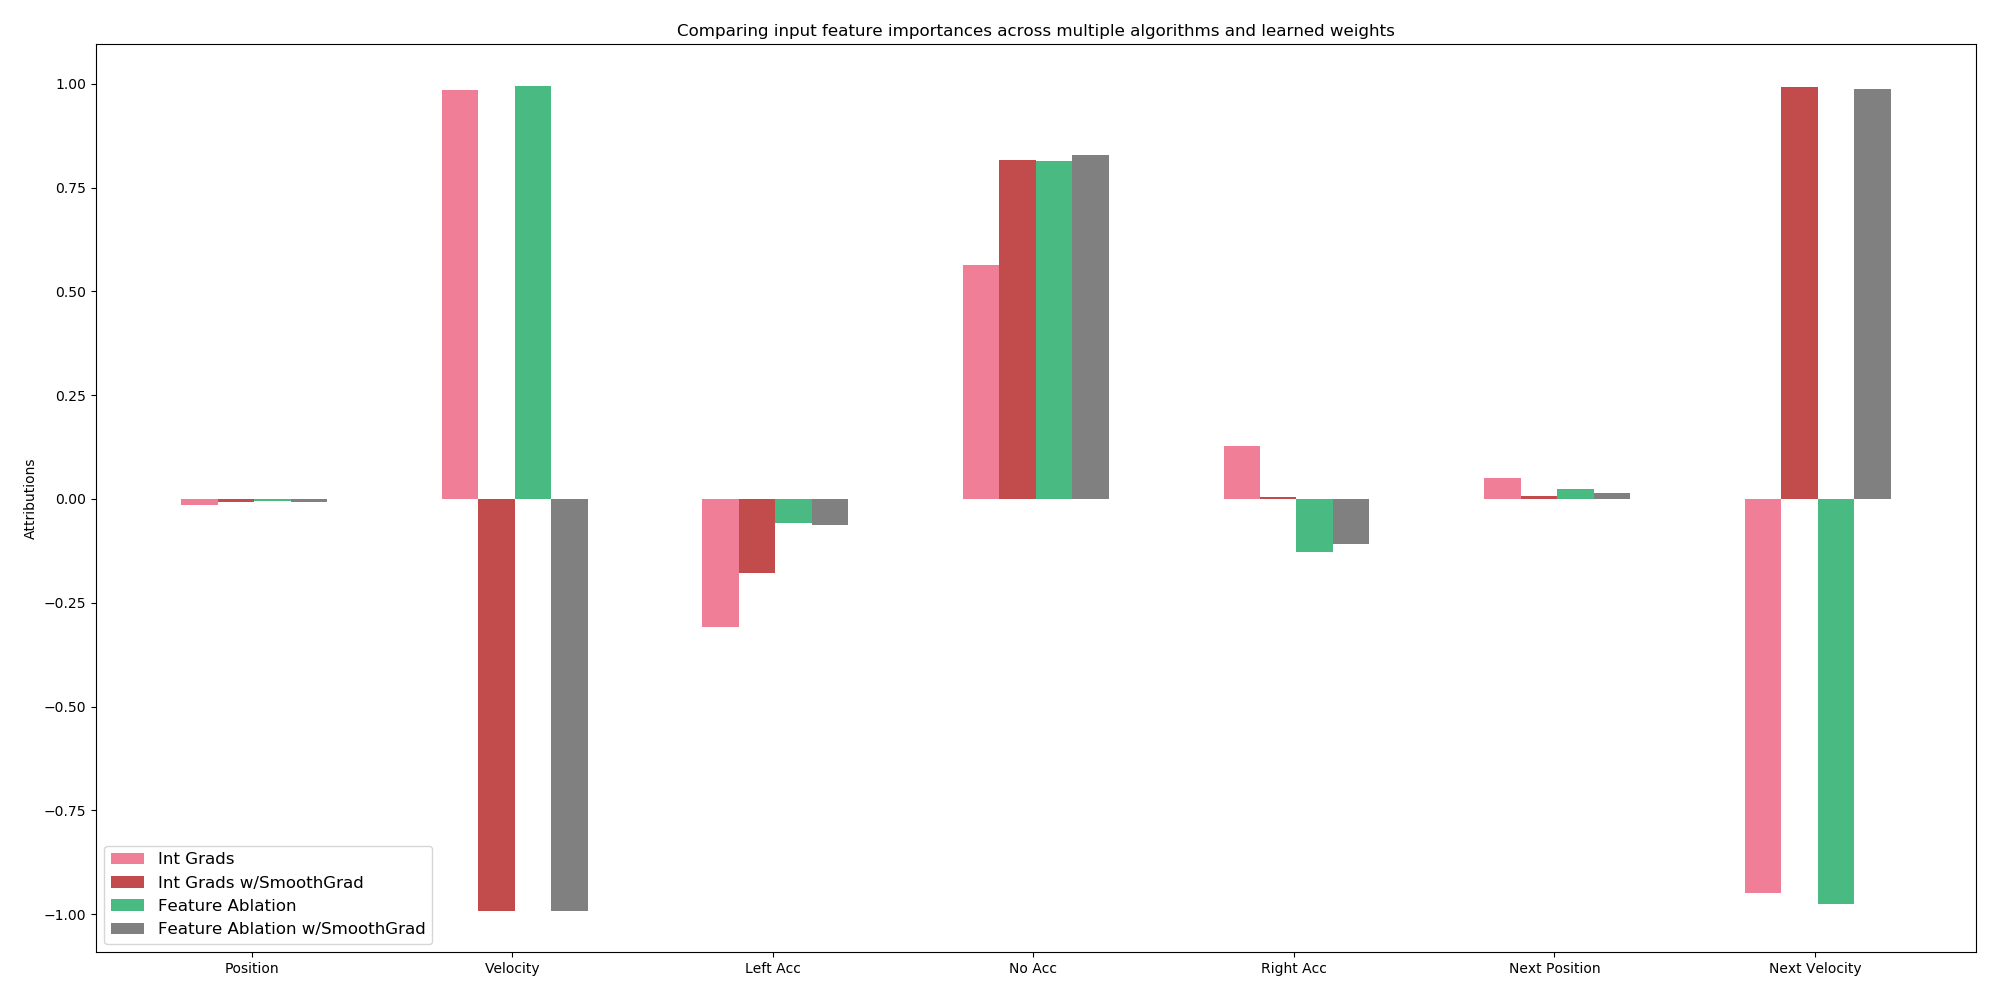 Comparing input feature importances across multiple algorithms and learned weights
Attributions
1.00
0.75
0.50
0.25
0.00
−0.25
−0.50
−0.75
−1.00
Int Grads
Int Grads w/SmoothGrad
Feature Ablation
Feature Ablation w/SmoothGrad
Position Velocity Left Acc No Acc Right Acc Next Position Next Velocity